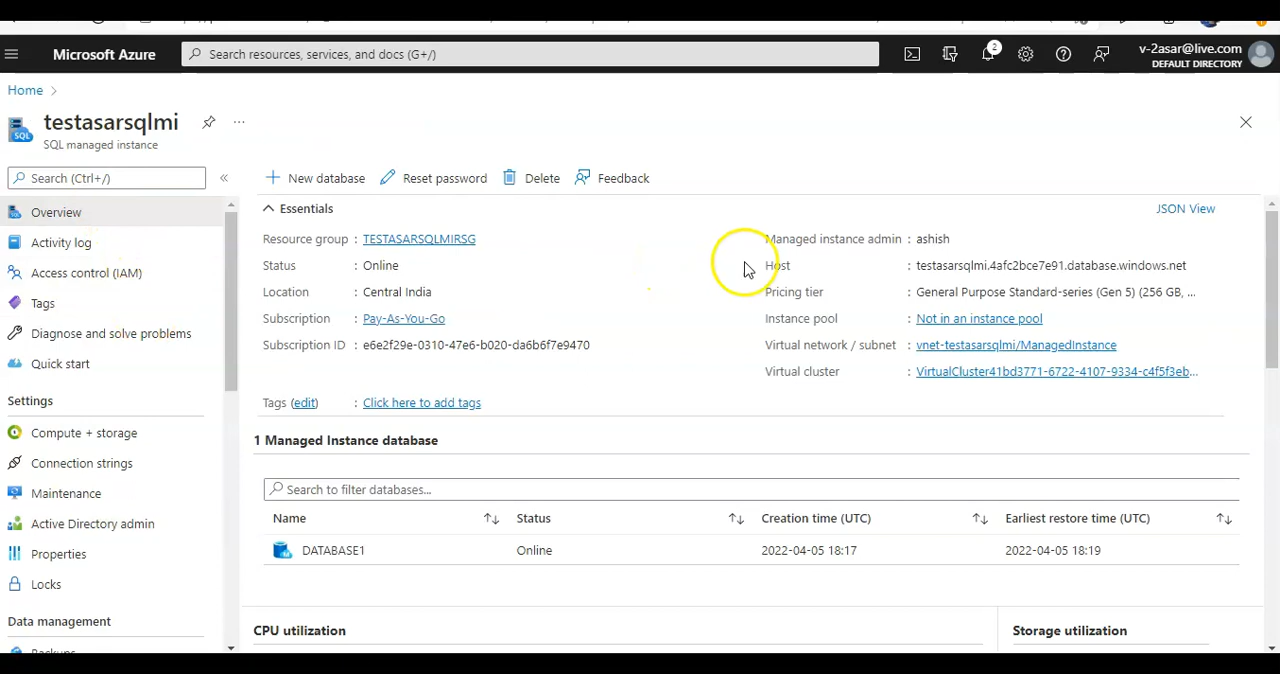 Microsoft Azure
Search resources, services, and docs (G+/)
2
v-2asar@live.com
DEFAULT DIRECTORY
Home
testasarsqlmi
SQL
SQL managed instance
Search (Ctrl+/)
New database
Reset password
Delete
Feedback
Overview
Activity log
Access control (IAM)
Tags
Diagnose and solve problems
Quick start
Settings
Compute + storage
Connection strings
Maintenance
Active Directory admin
Properties
Locks
Data management
Backups
Essentials
JSON View
Resource group : TESTASARSQLMIRSG
Status : Online
Location : Central India
Subscription : Pay-As-You-Go
Subscription ID : e6e2f29e-0310-47e6-b020-da6b6f7e9470
Managed instance admin : ashish
Host : testasarsqlmi.4afc2bce7e91.database.windows.net
Pricing tier : General Purpose Standard-series (Gen 5) (256 GB, ...
Instance pool : Not in an instance pool
Virtual network / subnet : vnet-testasarsqlmi/ManagedInstance
Virtual cluster : VirtualCluster41bd3771-6722-4107-9334-c4f5f3eb...
Tags (edit) : Click here to add tags
1 Managed Instance database
Search to filter databases...
Name Status Creation time (UTC) Earliest restore time (UTC)
DATABASE1 Online 2022-04-05 18:17 2022-04-05 18:19
CPU utilization
Storage utilization